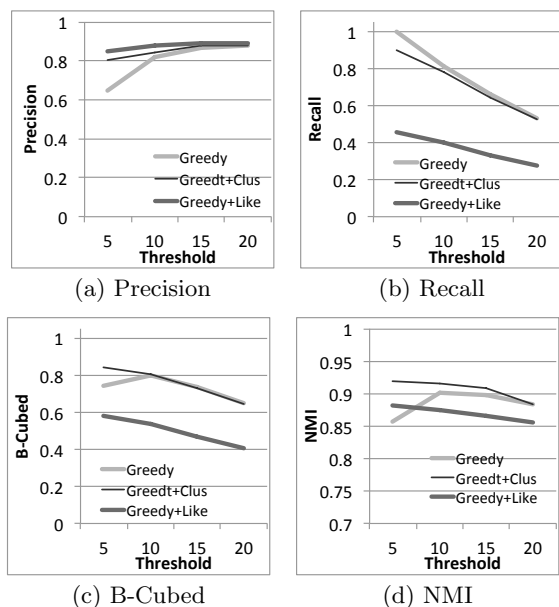 1
0.8
0.6
0.4
0.2
0
Precision
Greedy
Greedt+Clus
Greedy+Like
5 10 15 20
Threshold
(a) Precision
1
0.8
0.6
0.4
0.2
0
Recall
Greedy
Greedt+Clus
Greedy+Like
5 10 15 20
Threshold
(b) Recall
1
0.8
0.6
0.4
0.2
0
B-Cubed
Greedy
Greedt+Clus
Greedy+Like
5 10 15 20
Threshold
(c) B-Cubed
1
0.95
0.9
0.85
0.8
0.75
0.7
NMI
Greedy
Greedt+Clus
Greedy+Like
5 10 15 20
Threshold
(d) NMI